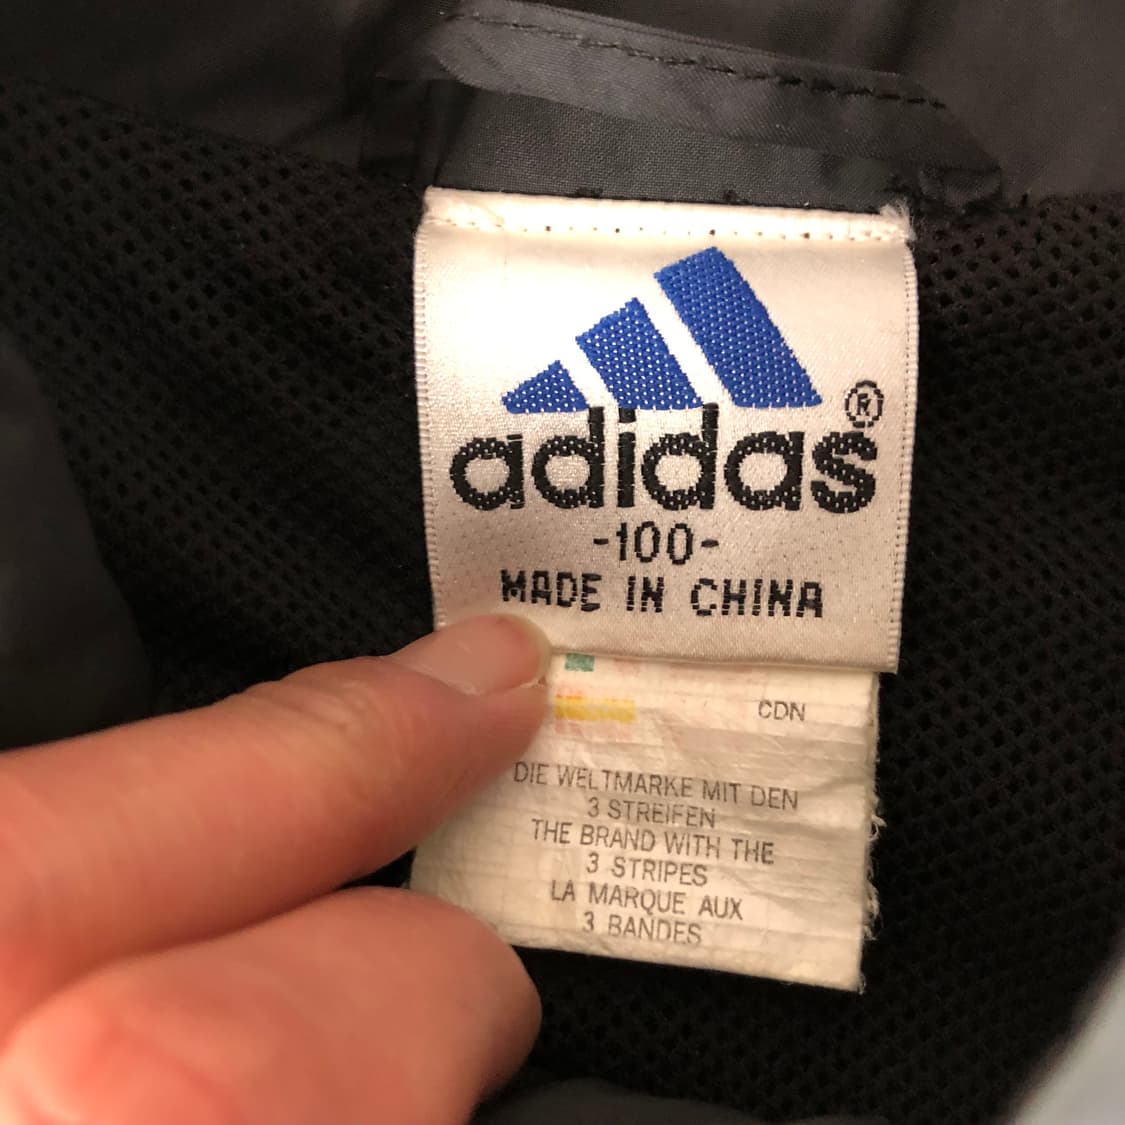 adidas®
-100-
MADE IN CHINA
CDN
DIE WELTMARKE MIT DEN
3 STREIFEN
THE BRAND WITH THE
3 STRIPES
LA MARQUE AUX
3 BANDES